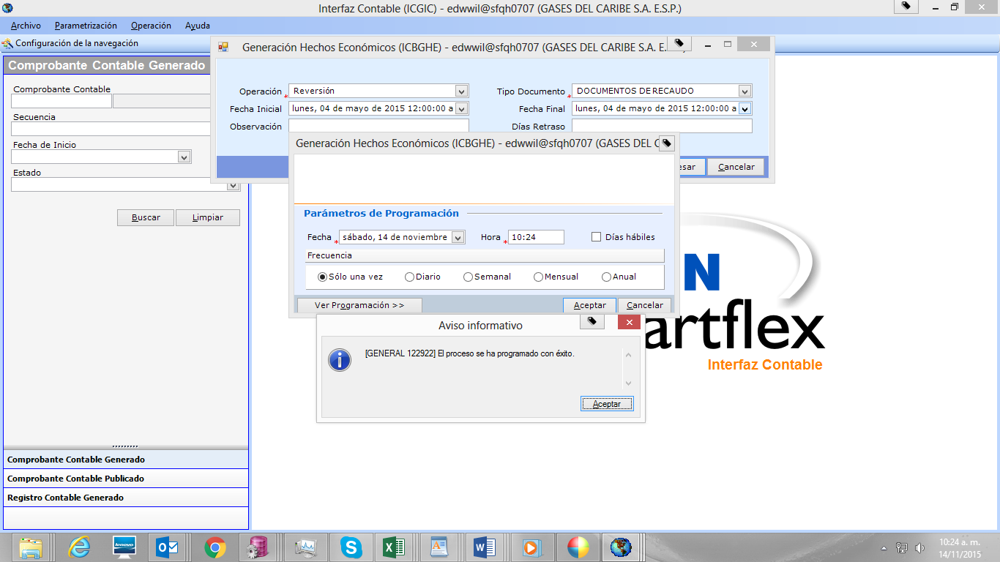 Interfaz Contable (ICGIC) - edwwil@sfqh0707 (GASES DEL CARIBE S.A. E.S.P.)
Archivo Parametrización Operación Ayuda
Configuración de la navegación
Comprobante Contable Generado
Comprobante Contable
Secuencia
Fecha de Inicio
Estado
Buscar Limpiar
Comprobante Contable Generado
Comprobante Contable Publicado
Registro Contable Generado
Generación Hechos Económicos (ICBGHE) - edwwil@sfqh0707 (GASES DEL CARIBE S.A. E.
Operación * Reversión Tipo Documento * DOCUMENTOS DE RECAUDO
Fecha Inicial lunes, 04 de mayo de 2015 12:00:00 a Fecha Final lunes, 04 de mayo de 2015 12:00:00 a
Observación Días Retraso
esar Cancelar
Generación Hechos Económicos (ICBGHE) - edwwil@sfqh0707 (GASES DEL C
Parámetros de Programación
Fecha * sábado, 14 de noviembre Hora * 10:24 Días hábiles
Frecuencia
Sólo una vez Diario Semanal Mensual Anual
Ver Programación >> Aceptar Cancelar
Aviso informativo
[GENERAL 122922] El proceso se ha programado con éxito.
Aceptar
N
artflex
Interfaz Contable
lenovo
10:24 a. m.
14/11/2015